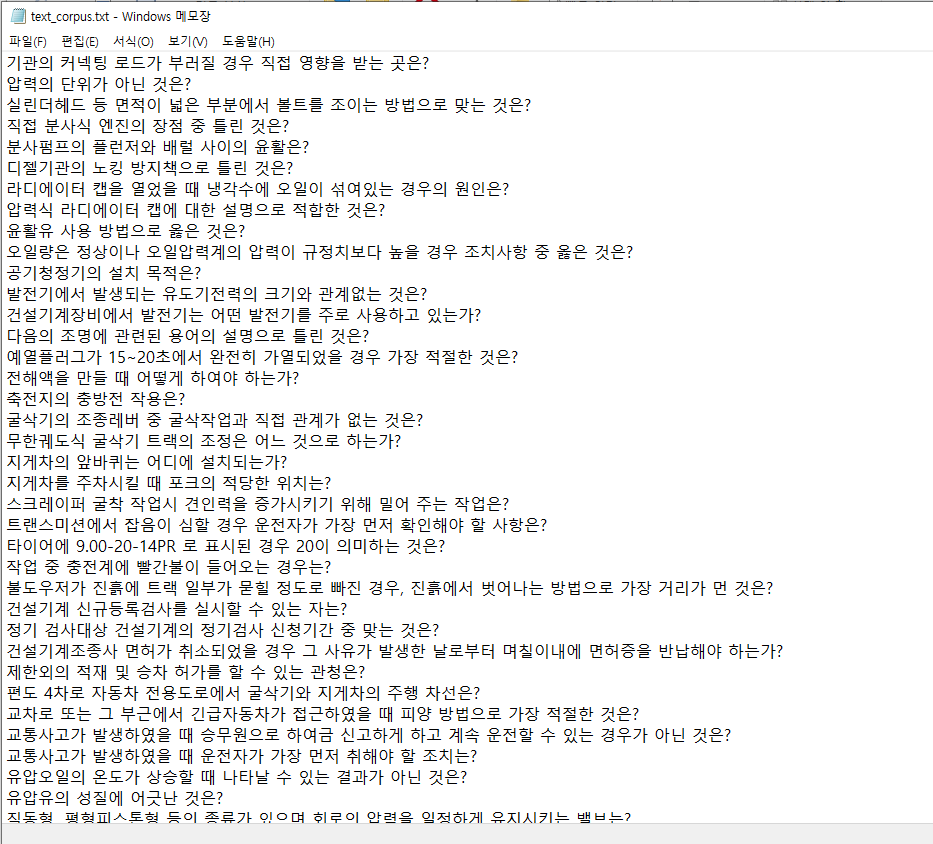 text_corpus.txt - Windows 메모장
파일(F) 편집(E) 서식(O) 보기(V) 도움말(H)
기관의 커넥팅 로드가 부러질 경우 직접 영향을 받는 곳은?
압력의 단위가 아닌 것은?
실린더헤드 등 면적이 넓은 부분에서 볼트를 조이는 방법으로 맞는 것은?
직접 분사식 엔진의 장점 중 틀린 것은?
분사펌프의 플런저와 배럴 사이의 윤활은?
디젤기관의 노킹 방지책으로 틀린 것은?
라디에이터 캡을 열었을 때 냉각수에 오일이 섞여있는 경우의 원인은?
압력식 라디에이터 캡에 대한 설명으로 적합한 것은?
윤활유 사용 방법으로 옳은 것은?
오일량은 정상이나 오일압력계의 압력이 규정치보다 높을 경우 조치사항 중 옳은 것은?
공기청정기의 설치 목적은?
발전기에서 발생되는 유도기전력의 크기와 관계없는 것은?
건설기계장비에서 발전기는 어떤 발전기를 주로 사용하고 있는가?
다음의 조명에 관련된 용어의 설명으로 틀린 것은?
예열플러그가 15~20초에서 완전히 가열되었을 경우 가장 적절한 것은?
전해액을 만들 때 어떻게 하여야 하는가?
축전지의 충방전 작용은?
굴삭기의 조종레버 중 굴삭작업과 직접 관계가 없는 것은?
무한궤도식 굴삭기 트랙의 조정은 어느 것으로 하는가?
지게차의 앞바퀴는 어디에 설치되는가?
지게차를 주차시킬 때 포크의 적당한 위치는?
스크레이퍼 굴착 작업시 견인력을 증가시키기 위해 밀어 주는 작업은?
트랜스미션에서 잡음이 심할 경우 운전자가 가장 먼저 확인해야 할 사항은?
타이어에 9.00-20-14PR 로 표시된 경우 20이 의미하는 것은?
작업 중 충전계에 빨간불이 들어오는 경우는?
불도우저가 진흙에 트랙 일부가 묻힐 정도로 빠진 경우, 진흙에서 벗어나는 방법으로 가장 거리가 먼 것은?
건설기계 신규등록검사를 실시할 수 있는 자는?
정기 검사대상 건설기계의 정기검사 신청기간 중 맞는 것은?
건설기계조종사 면허가 취소되었을 경우 그 사유가 발생한 날로부터 며칠이내에 면허증을 반납해야 하는가?
제한외의 적재 및 승차 허가를 할 수 있는 관청은?
편도 4차로 자동차 전용도로에서 굴삭기와 지게차의 주행 차선은?
교차로 또는 그 부근에서 긴급자동차가 접근하였을 때 피양 방법으로 가장 적절한 것은?
교통사고가 발생하였을 때 승무원으로 하여금 신고하게 하고 계속 운전할 수 있는 경우가 아닌 것은?
교통사고가 발생하였을 때 운전자가 가장 먼저 취해야 할 조치는?
유압오일의 온도가 상승할 때 나타날 수 있는 결과가 아닌 것은?
유압유의 성질에 어긋난 것은?
직동형, 평형피스톤형 등의 종류가 있으며 회로의 압력을 일정하게 유지시키는 밸브는?